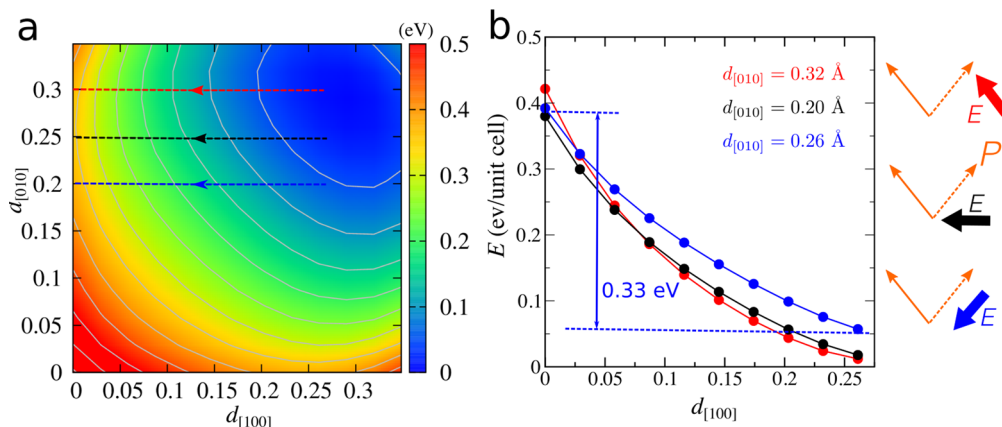 a
(eV)
0.5
0.4
0.3
0.2
0.1
0
0.3
0.25
0.2
0.15
0.1
0.05
0
d[010]
0 0.05 0.1 0.15 0.2 0.25 0.3
d[100]
b
0.5
0.4
0.3
0.2
0.1
0
E (ev/unit cell)
d[010] = 0.32 Å
d[010] = 0.20 Å
d[010] = 0.26 Å
0.33 eV
0 0.05 0.1 0.15 0.2 0.25
d[100]
E
P
E
E